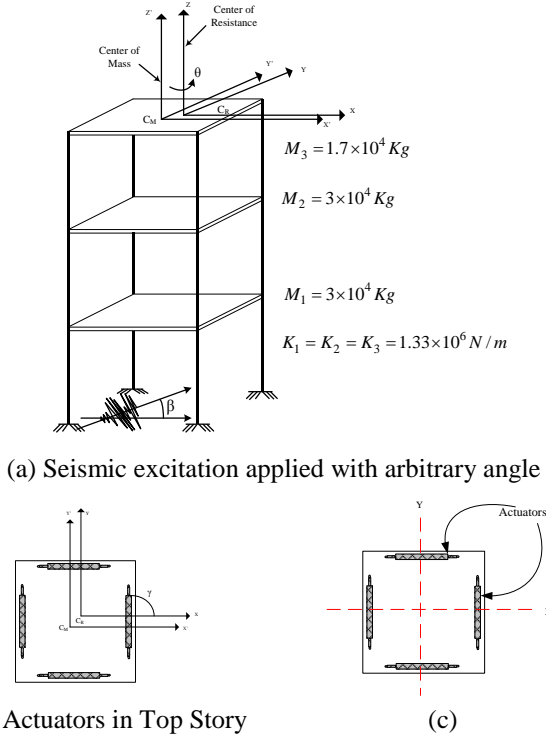 Z'
Z
Center of
Resistance
Center of
Mass
θ
Y'
Y
C_M
C_R
X
X'
M_3 = 1.7×10^4 Kg
M_2 = 3×10^4 Kg
M_1 = 3×10^4 Kg
K_1 = K_2 = K_3 = 1.33×10^6 N/m
β
(a) Seismic excitation applied with arbitrary angle
Y'
Y
γ
C_R
X
C_M
X'
Y
Actuators
Actuators in Top Story
(c)